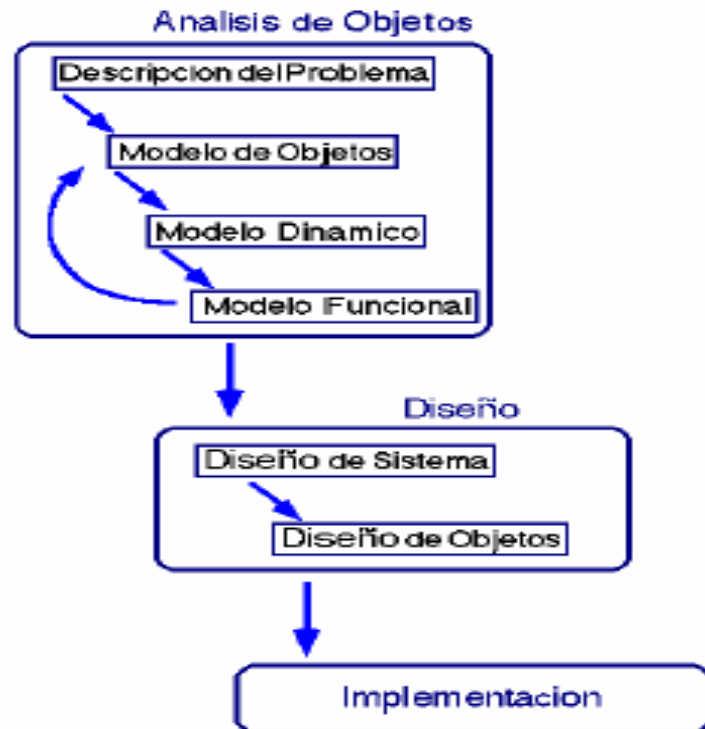 Analisis de Objetos
Descripcion del Problema
Modelo de Objetos
Modelo Dinamico
Modelo Funcional
Diseño
Diseño de Sistema
Diseño de Objetos
Implementacion